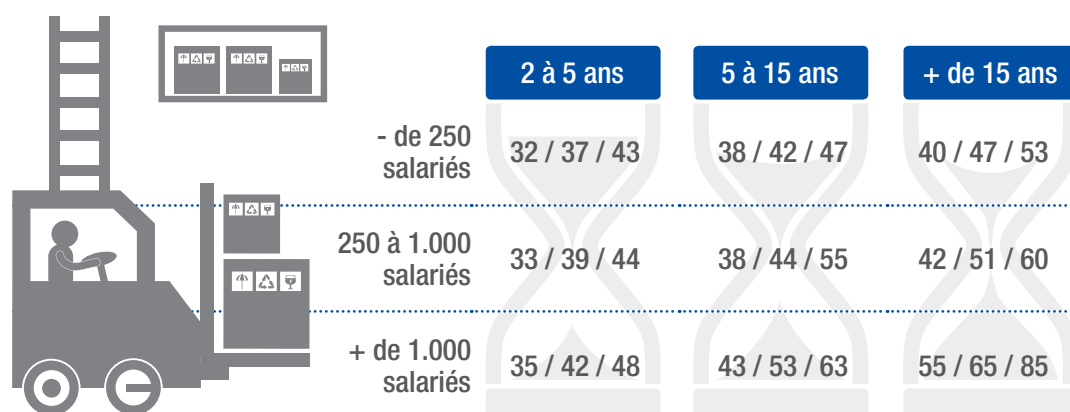 2 à 5 ans 5 à 15 ans + de 15 ans
- de 250
salariés 32 / 37 / 43 38 / 42 / 47 40 / 47 / 53
250 à 1.000
salariés 33 / 39 / 44 38 / 44 / 55 42 / 51 / 60
+ de 1.000
salariés 35 / 42 / 48 43 / 53 / 63 55 / 65 / 85